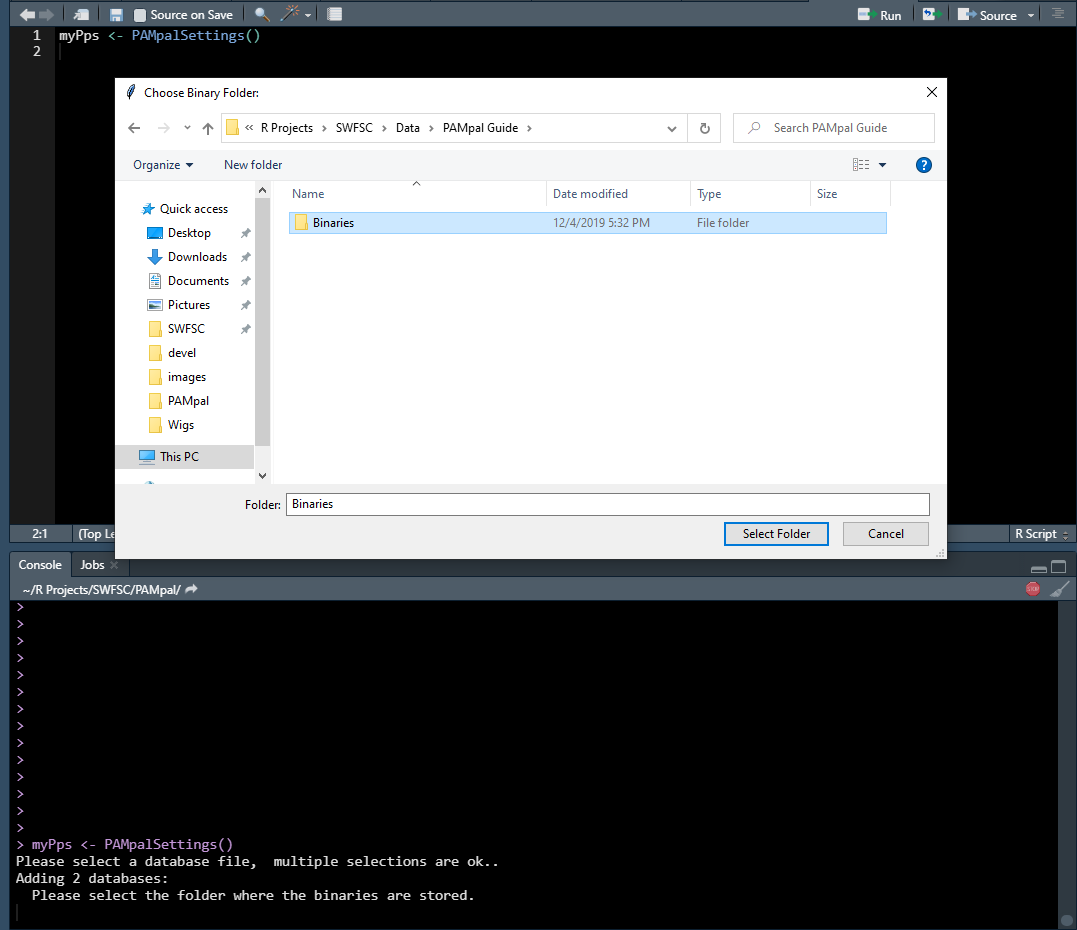 Source on Save
Run
Source
1 myPps <- PAMpalSettings()
2
Choose Binary Folder:
« R Projects › SWFSC › Data › PAMpal Guide ›
Search PAMpal Guide
Organize
New folder
?
Name
Date modified
Type
Size
Quick access
Desktop
Downloads
Documents
Pictures
SWFSC
devel
images
PAMpal
Wigs
This PC
Binaries
12/4/2019 5:32 PM
File folder
Folder:
Binaries
Select Folder
Cancel
2:1
(Top Le
R Script
Console
Jobs
~/R Projects/SWFSC/PAMpal/
STOP
>
>
>
>
>
>
>
>
>
>
>
>
>
>
> myPps <- PAMpalSettings()
Please select a database file,  multiple selections are ok..
Adding 2 databases:
  Please select the folder where the binaries are stored.